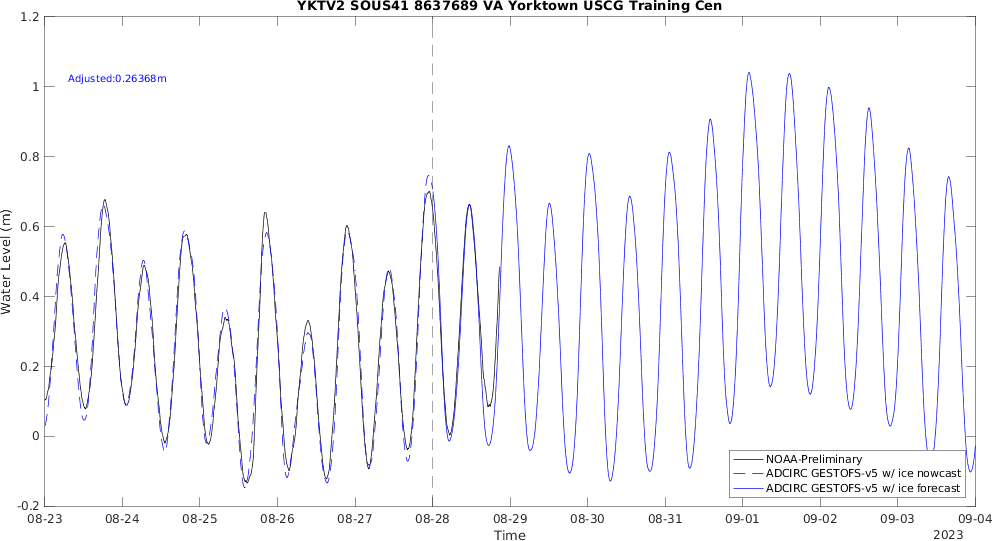 YKTV2 SOUS41 8637689 VA Yorktown USCG Training Cen
Adjusted:0.26368m
Water Level (m)
1.2
1
0.8
0.6
0.4
0.2
0
-0.2
NOAA-Preliminary
ADCIRC GESTOFS-v5 w/ ice nowcast
ADCIRC GESTOFS-v5 w/ ice forecast
08-23 08-24 08-25 08-26 08-27 08-28 08-29 08-30 08-31 09-01 09-02 09-03 09-04
Time
2023